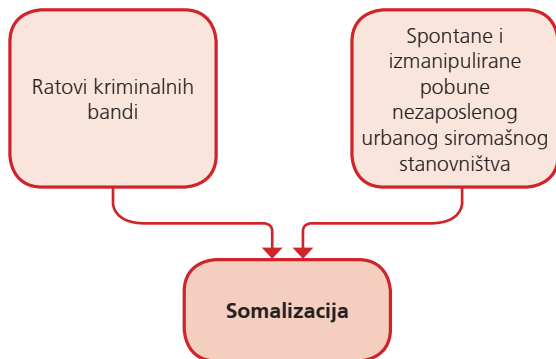 Ratovi kriminalnih
bandi
Spontane i
izmanipulirane
pobune
nezaposlenog
urbanog siromašnog
stanovništva
Somalizacija